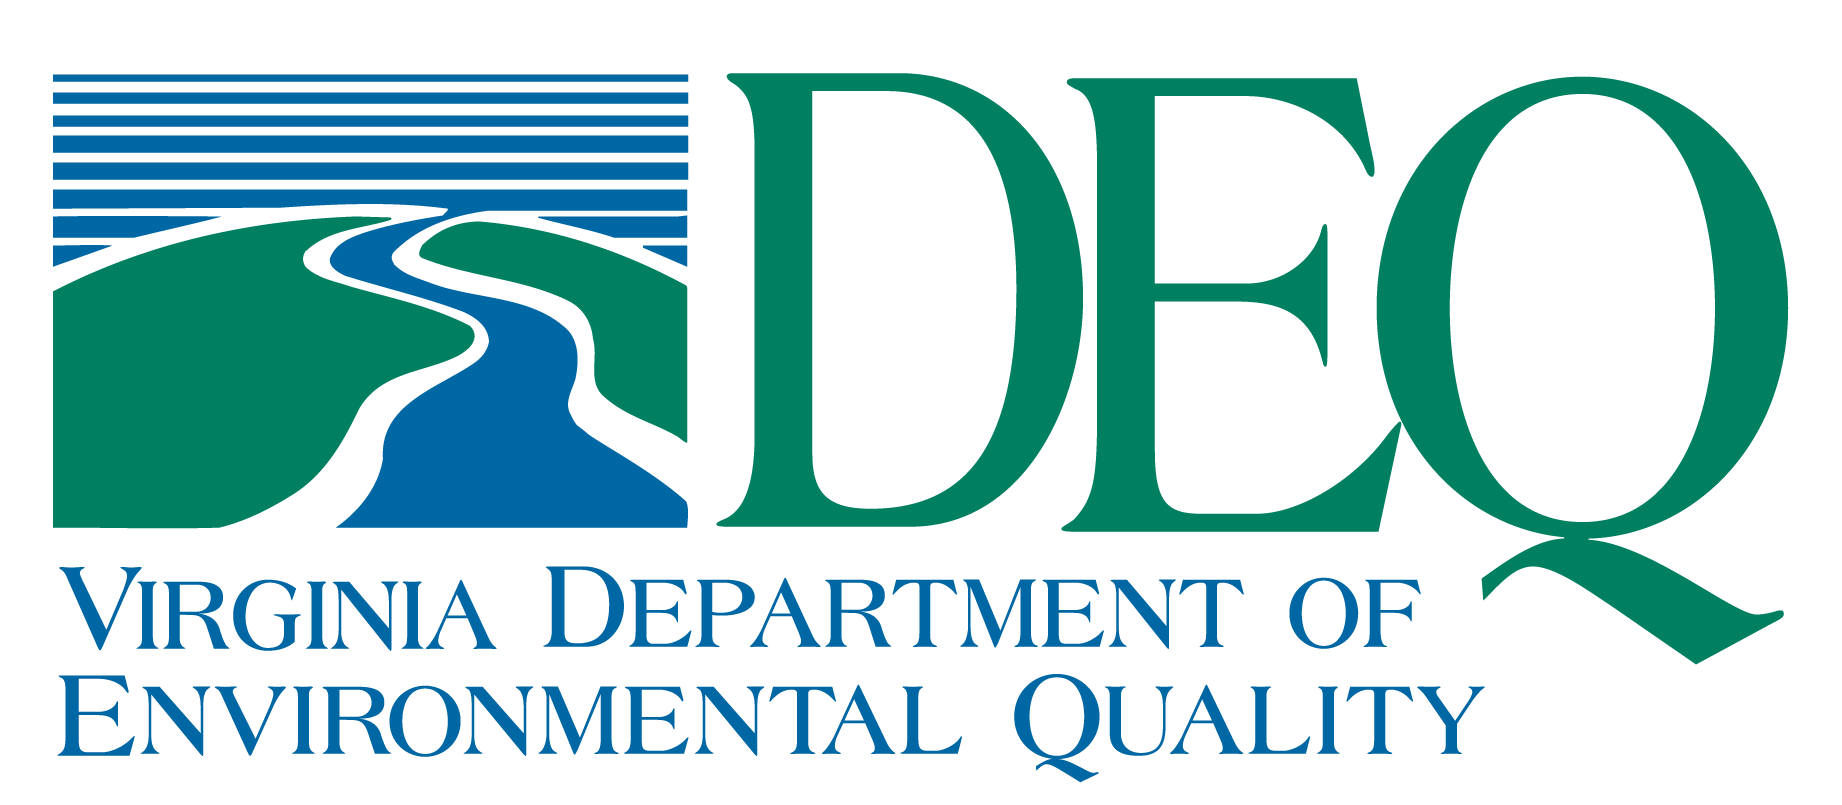 DEQ
VIRGINIA DEPARTMENT OF
ENVIRONMENTAL QUALITY